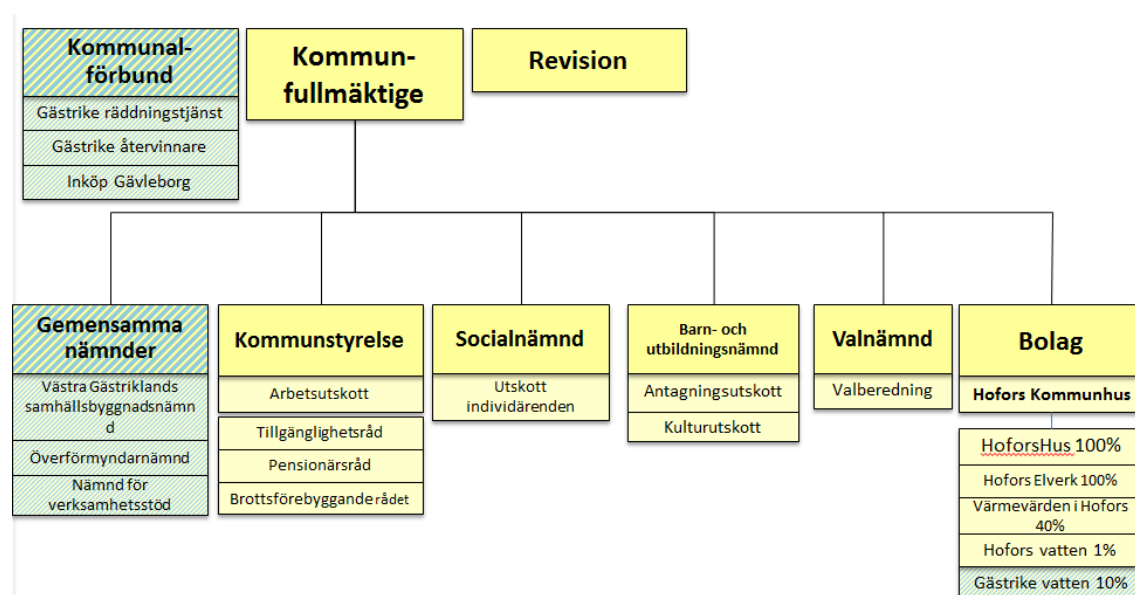 Kommunal-
förbund
Gästrike räddningstjänst
Gästrike återvinnare
Inköp Gävleborg
Kommun-
fullmäktige
Revision
Gemensamma
nämnder
Västra Gästriklands
samhällsbyggnadsnämn
d
Överförmyndarnämnd
Nämnd för
verksamhetsstöd
Kommunstyrelse
Arbetsutskott
Tillgänglighetsråd
Pensionärsråd
Brottsförebyggande rådet
Socialnämnd
Utskott
individärenden
Barn- och
utbildningsnämnd
Antagningsutskott
Kulturutskott
Valnämnd
Valberedning
Bolag
Hofors Kommunhus
HoforsHus 100%
Hofors Elverk 100%
Värmevärden i Hofors
40%
Hofors vatten 1%
Gästrike vatten 10%